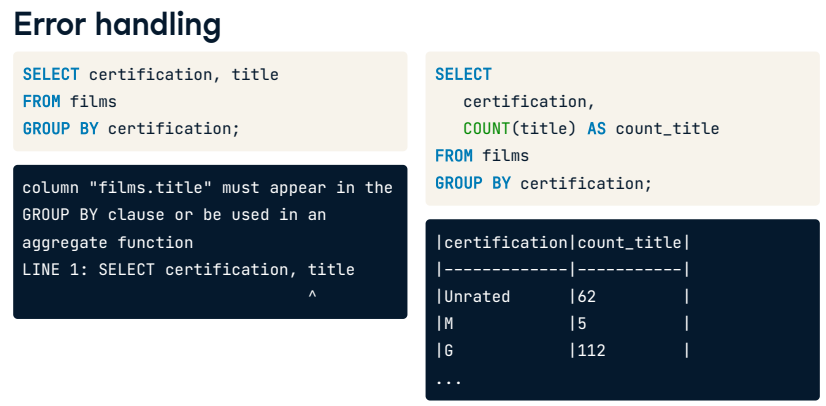 Error handling
SELECT certification, title
FROM films
GROUP BY certification;
column "films.title" must appear in the
GROUP BY clause or be used in an
aggregate function
LINE 1: SELECT certification, title
^
SELECT
certification,
COUNT(title) AS count_title
FROM films
GROUP BY certification;
|certification|count_title|
|-------------|-----------|
|Unrated      |62         |
|M            |5          |
|G            |112        |
...